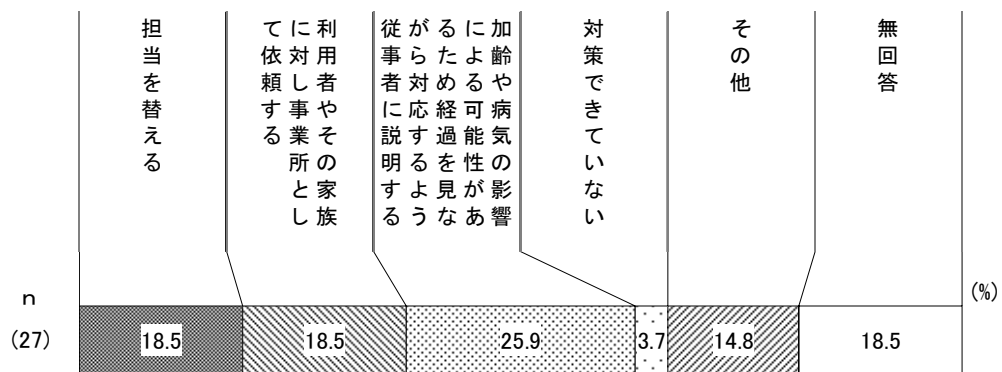 担当を替える
利用者やその家族
に対し事業所とし
て依頼する
加齢や病気の影響
による可能性があ
るため経過を見な
がら対応するよう
従事者に説明する
対策できていない
その他
無回答
(%)
n
(27)
18.5
18.5
25.9
3.7
14.8
18.5